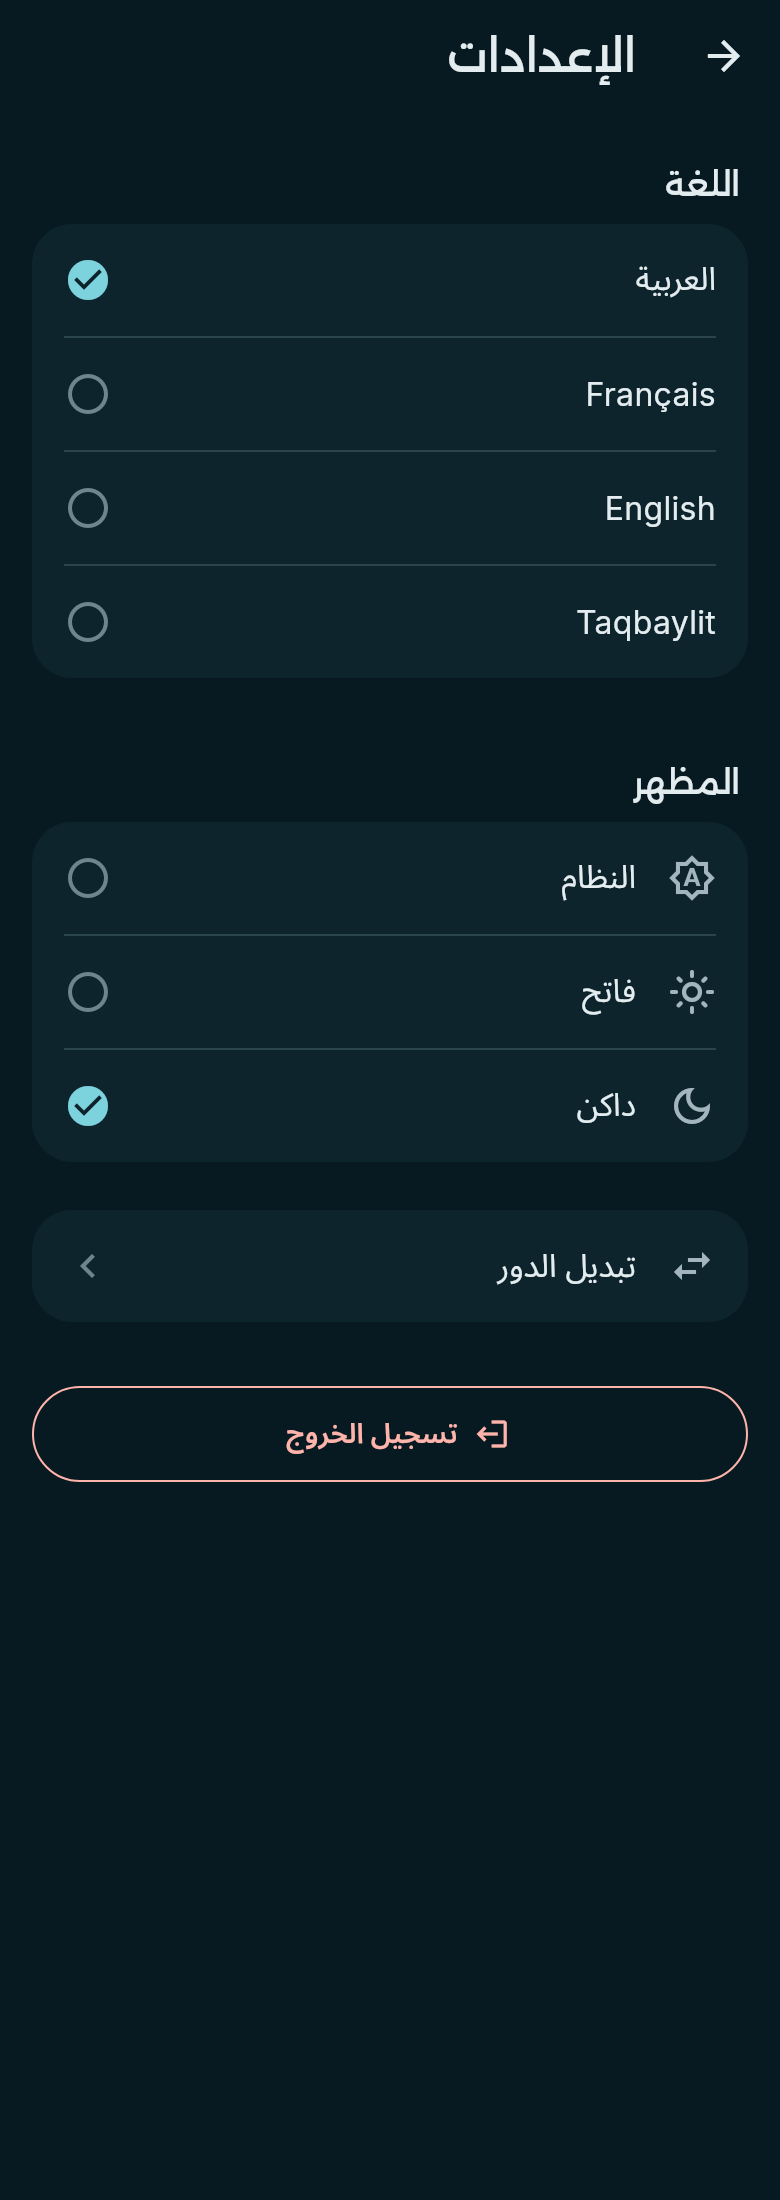 الإعدادات
اللغة
العربية
Français
English
Taqbaylit
المظهر
النظام
فاتح
داكن
تبديل الدور
تسجيل الخروج